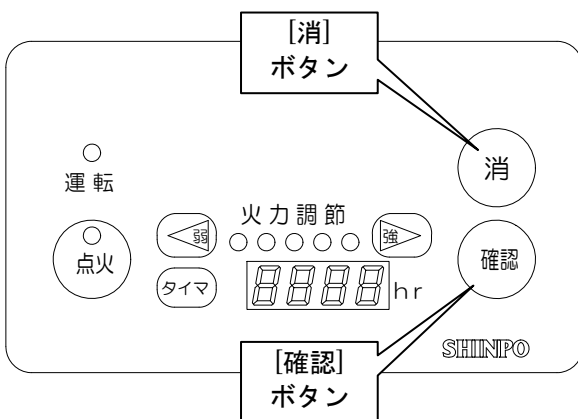 [消]
ボタン
消
運転
火力調節
弱
強
点火
確認
タイマ
8888 hr
SHINPO
[確認]
ボタン